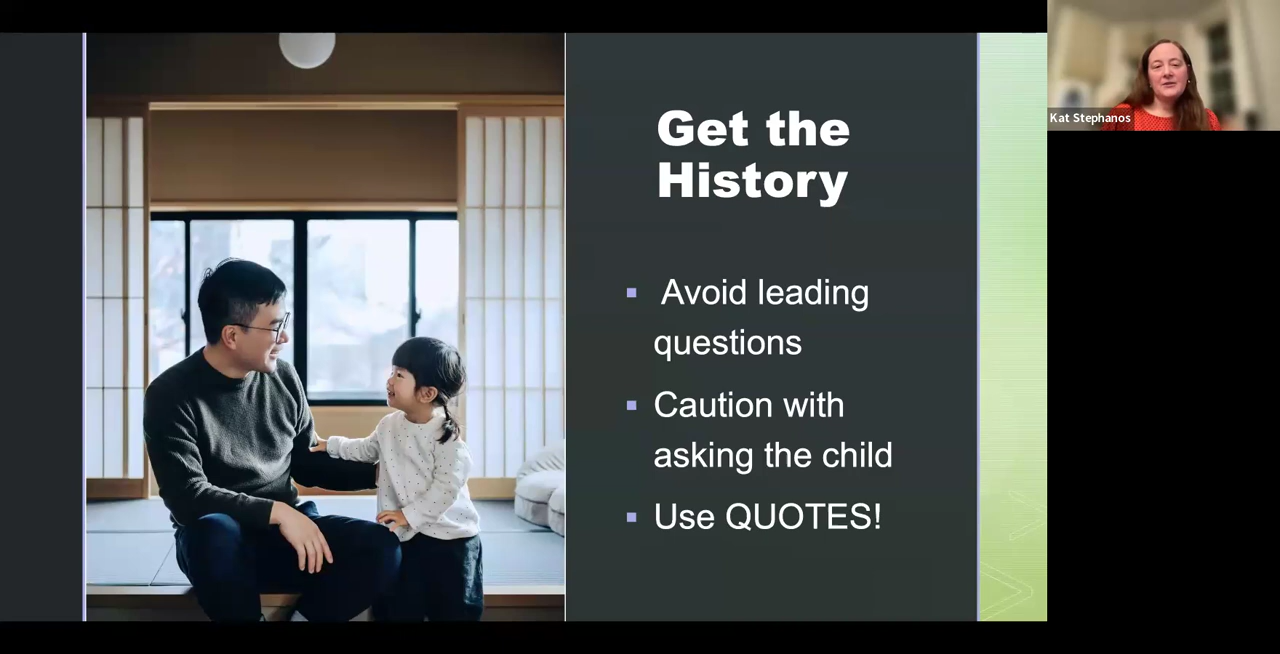 Get the
History
▪ Avoid leading
questions
▪ Caution with
asking the child
▪ Use QUOTES!
Kat Stephanos